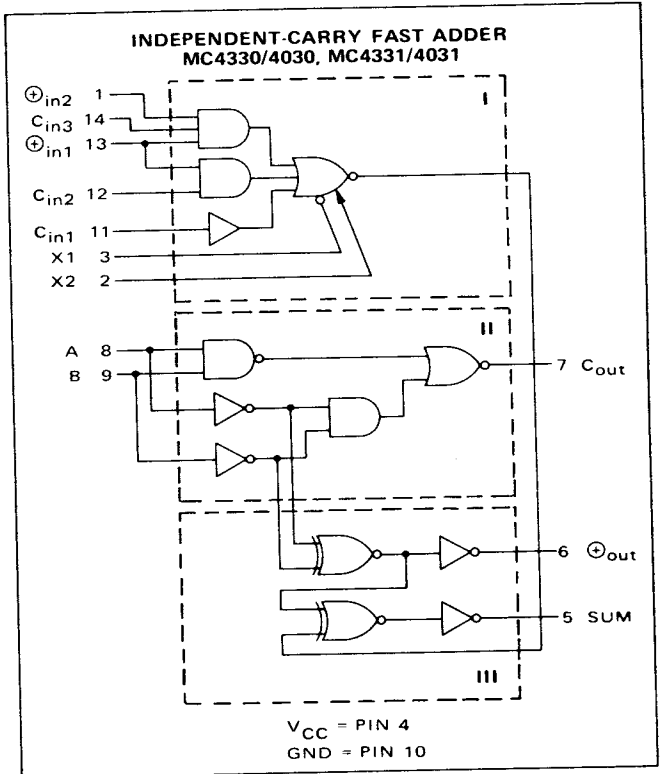 INDEPENDENT-CARRY FAST ADDER
MC4330/4030, MC4331/4031
⊕in2 1
Cin3 14
⊕in1 13
Cin2 12
Cin1 11
X1 3
X2 2
I
A 8
B 9
II
7 Cout
6 ⊕out
5 SUM
III
VCC = PIN 4
GND = PIN 10